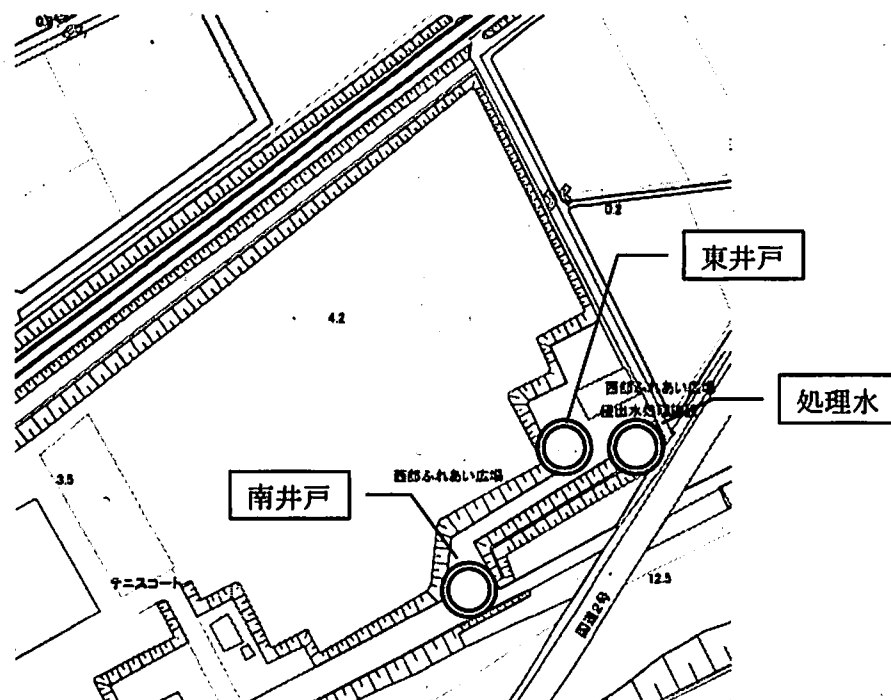 0.2
東井戸
4.2
西部ふれあい広場
浸出水処理施設
処理水
3.5
西部ふれあい広場
南井戸
テニスコート
12.5
国道2号